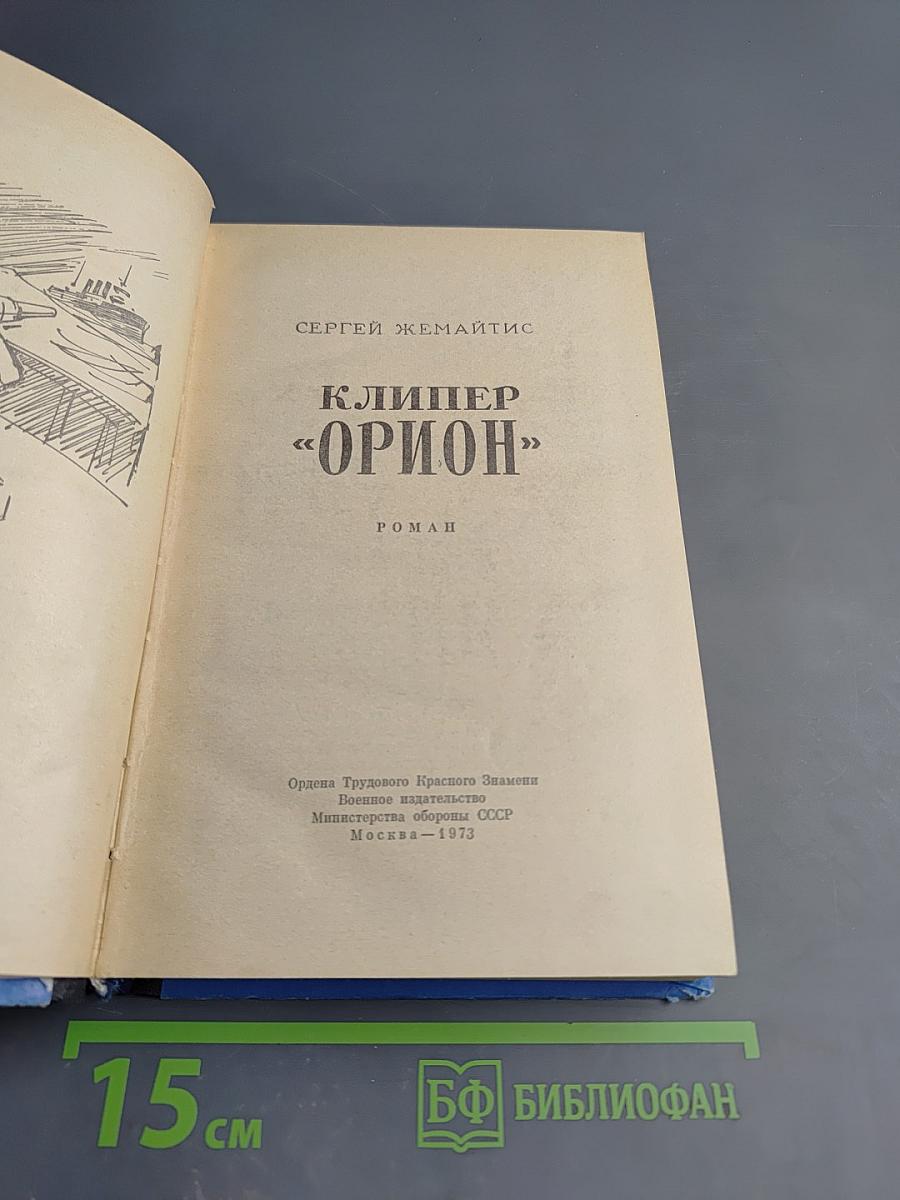 СЕРГЕЙ ЖЕМАЙТИС
КЛИПЕР
«ОРИОН»
РОМАН
Ордена Трудового Красного Знамени
Военное издательство
Министерства обороны СССР
Москва—1973
15 см
БФ БИБЛИОФАН